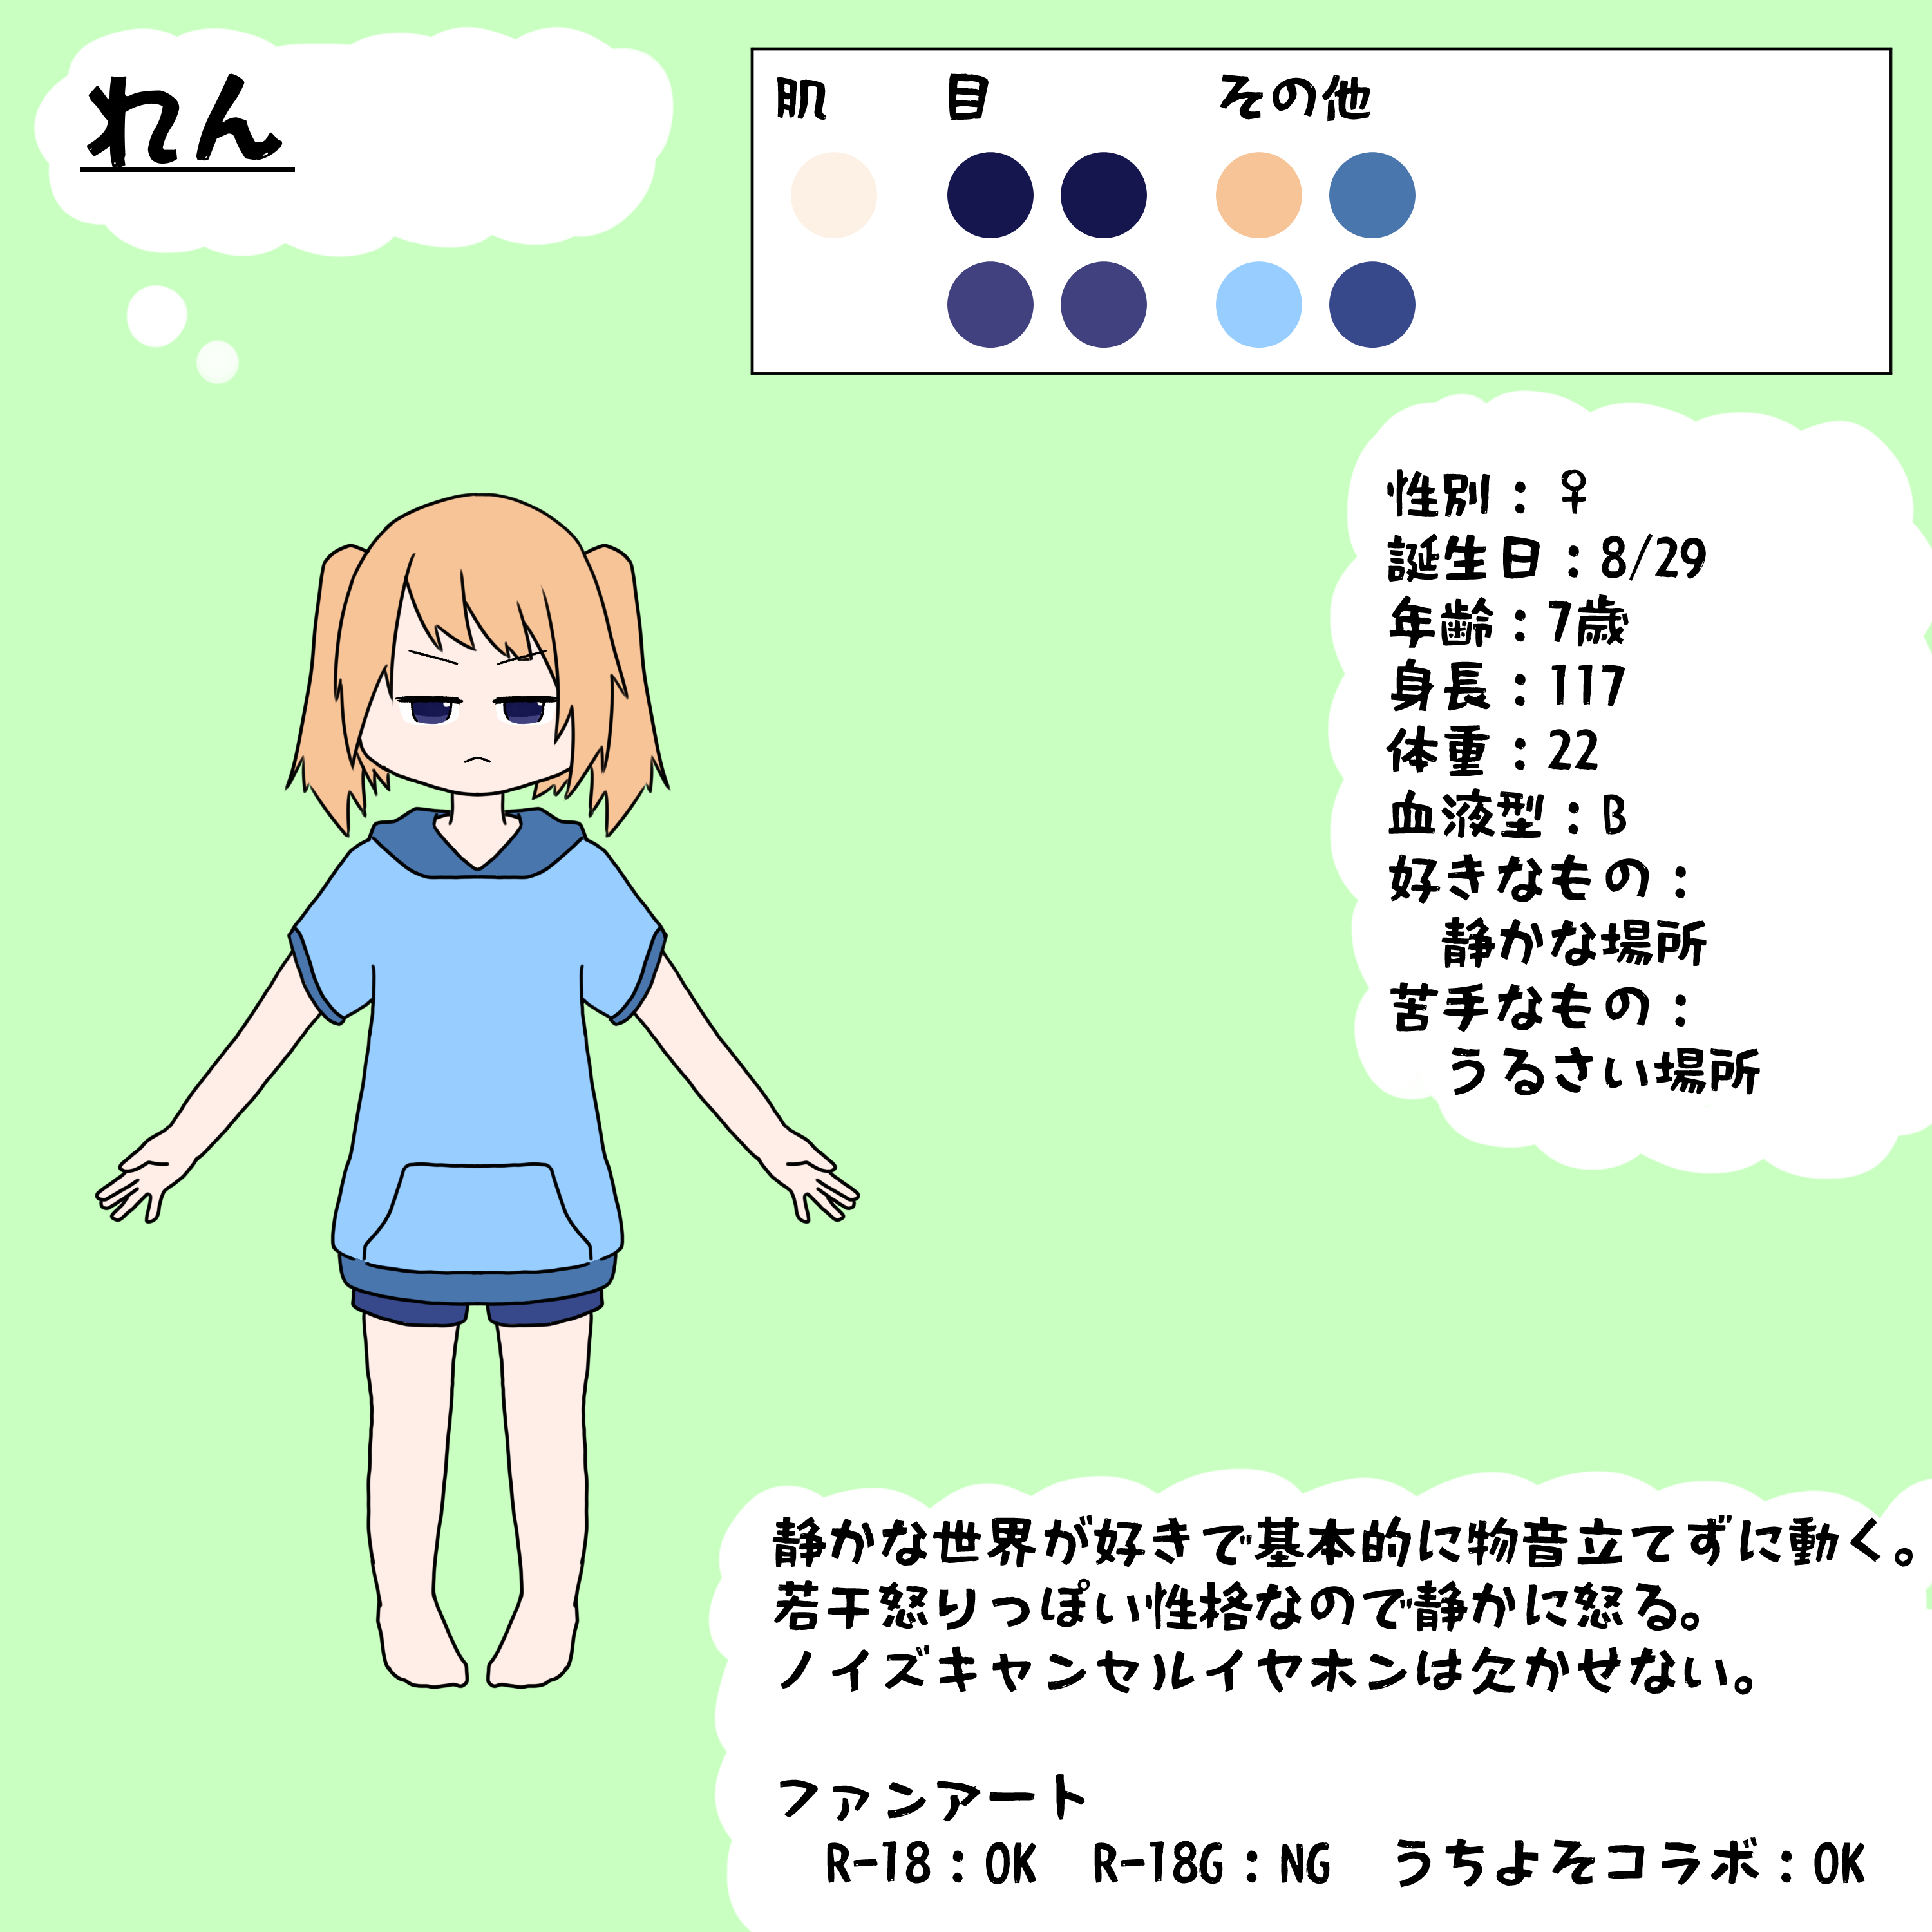 れん
肌 目 その他
性別：♀
誕生日：8/29
年齢：7歳
身長：117
体重：22
血液型：B
好きなもの：
静かな場所
苦手なもの：
うるさい場所
静かな世界が好きで基本的に物音立てずに動く。
若干怒りっぽい性格なので静かに怒る。
ノイズキャンセルイヤホンは欠かせない。
ファンアート
R-18：OK R-18G：NG うちよそコラボ：OK